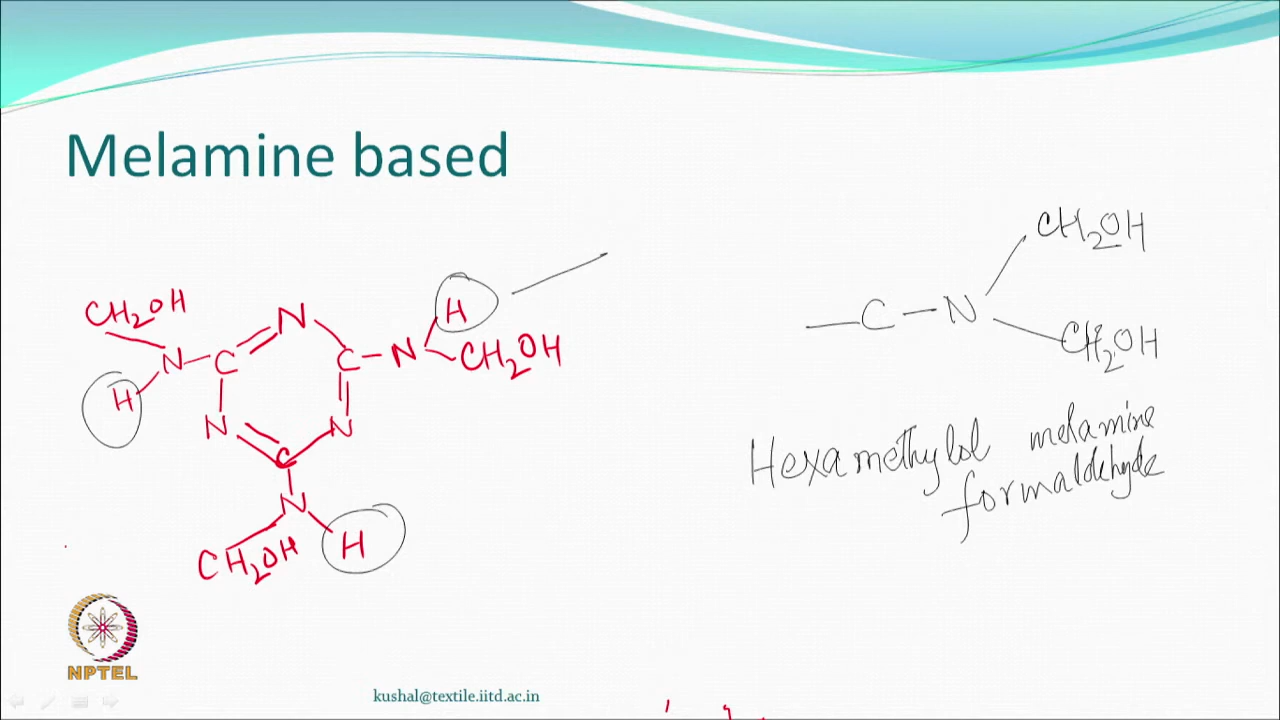 Melamine based
CH2OH
N
H
H
N
C
C
N
CH2OH
N
N
C
N
CH2OH
H
CH2OH
C
N
CH2OH
Hexamethylol melamine
formaldehyde
NPTEL
kushal@textile.iitd.ac.in